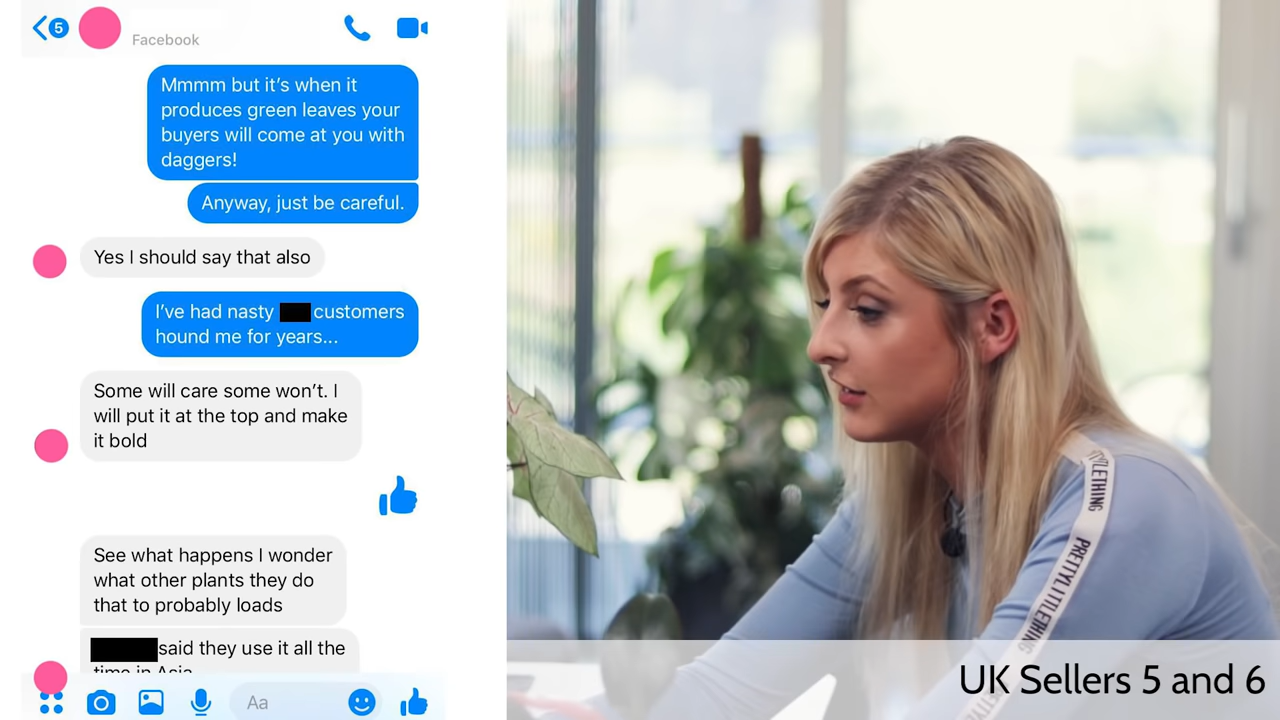 5
Facebook
Mmmm but it's when it
produces green leaves your
buyers will come at you with
daggers!
Anyway, just be careful.
Yes I should say that also
I've had nasty customers
hound me for years...
Some will care some won't. I
will put it at the top and make
it bold
See what happens I wonder
what other plants they do
that to probably loads
said they use it all the
time in Asia
Aa
TYLETHING
PRETTYLITTLETHING
UK Sellers 5 and 6